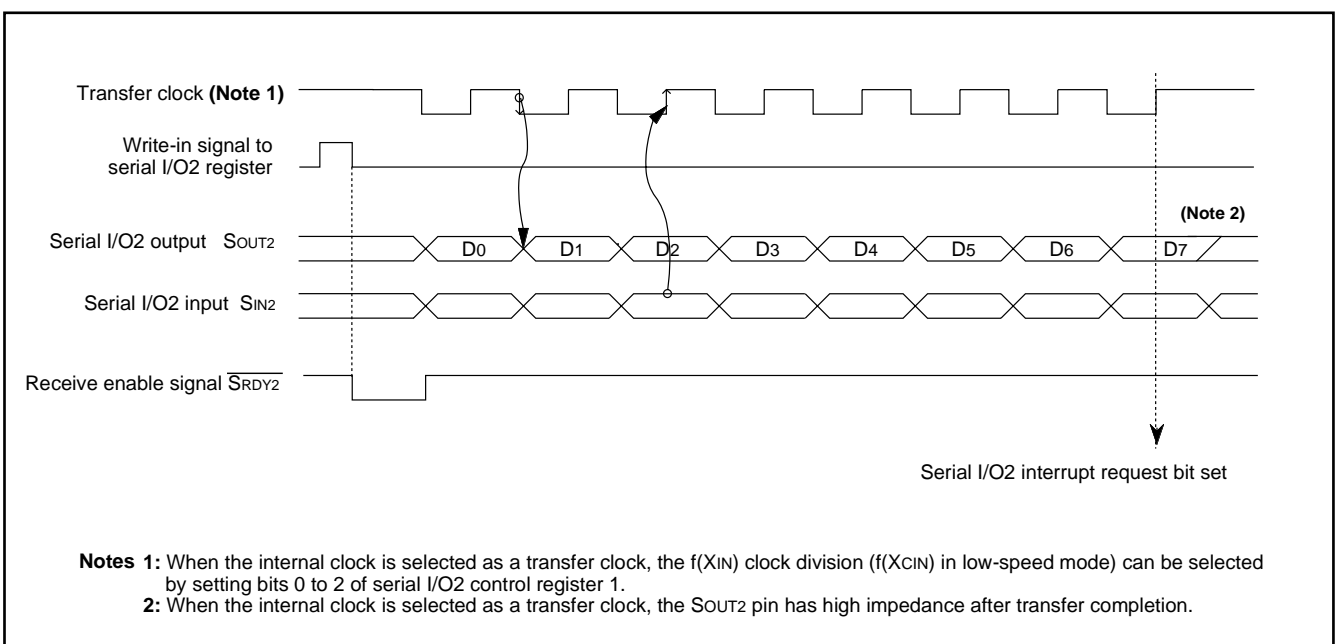 Transfer clock (Note 1)
Write-in signal to
serial I/O2 register
(Note 2)
Serial I/O2 output SOUT2
D0 D1 D2 D3 D4 D5 D6 D7
Serial I/O2 input SIN2
Receive enable signal SRDY2
Serial I/O2 interrupt request bit set
Notes 1: When the internal clock is selected as a transfer clock, the f(XIN) clock division (f(XCIN) in low-speed mode) can be selected
by setting bits 0 to 2 of serial I/O2 control register 1.
2: When the internal clock is selected as a transfer clock, the SOUT2 pin has high impedance after transfer completion.